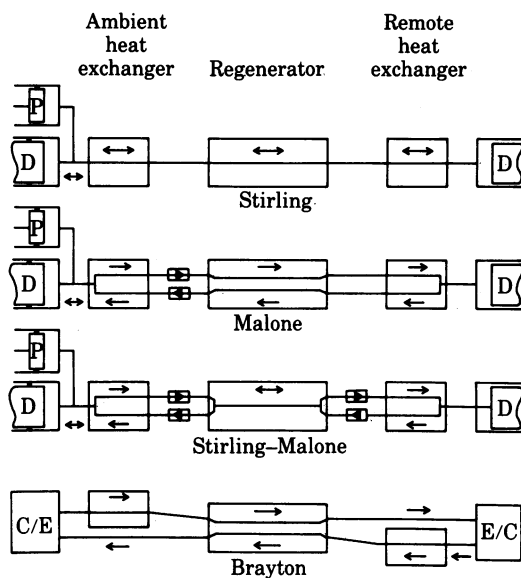 Ambient heat exchanger
Regenerator
Remote heat exchanger
P
D
D
Stirling
P
D
D
Malone
P
D
D
Stirling–Malone
C/E
E/C
Brayton